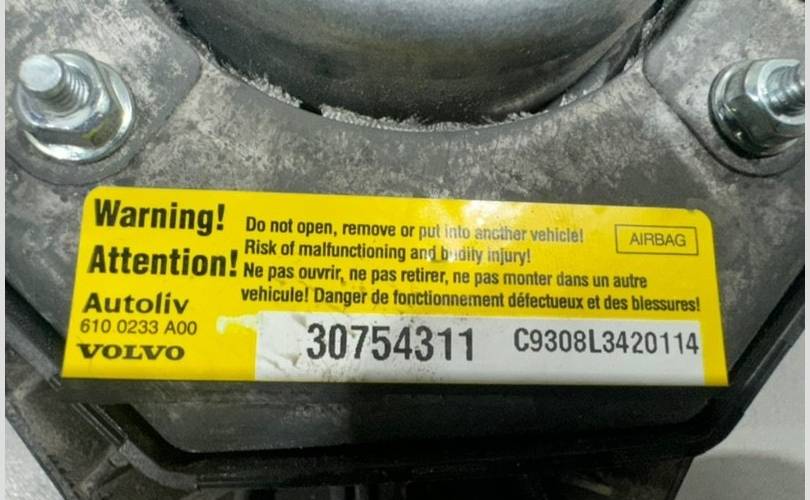 Warning!
Attention!
Do not open, remove or put into another vehicle!
Risk of malfunctioning and bodily injury!
Ne pas ouvrir, ne pas retirer, ne pas monter dans un autre
vehicule! Danger de fonctionnement défectueux et des blessures!
AIRBAG
Autoliv
610 0233 A00
VOLVO
30754311
C9308L3420114